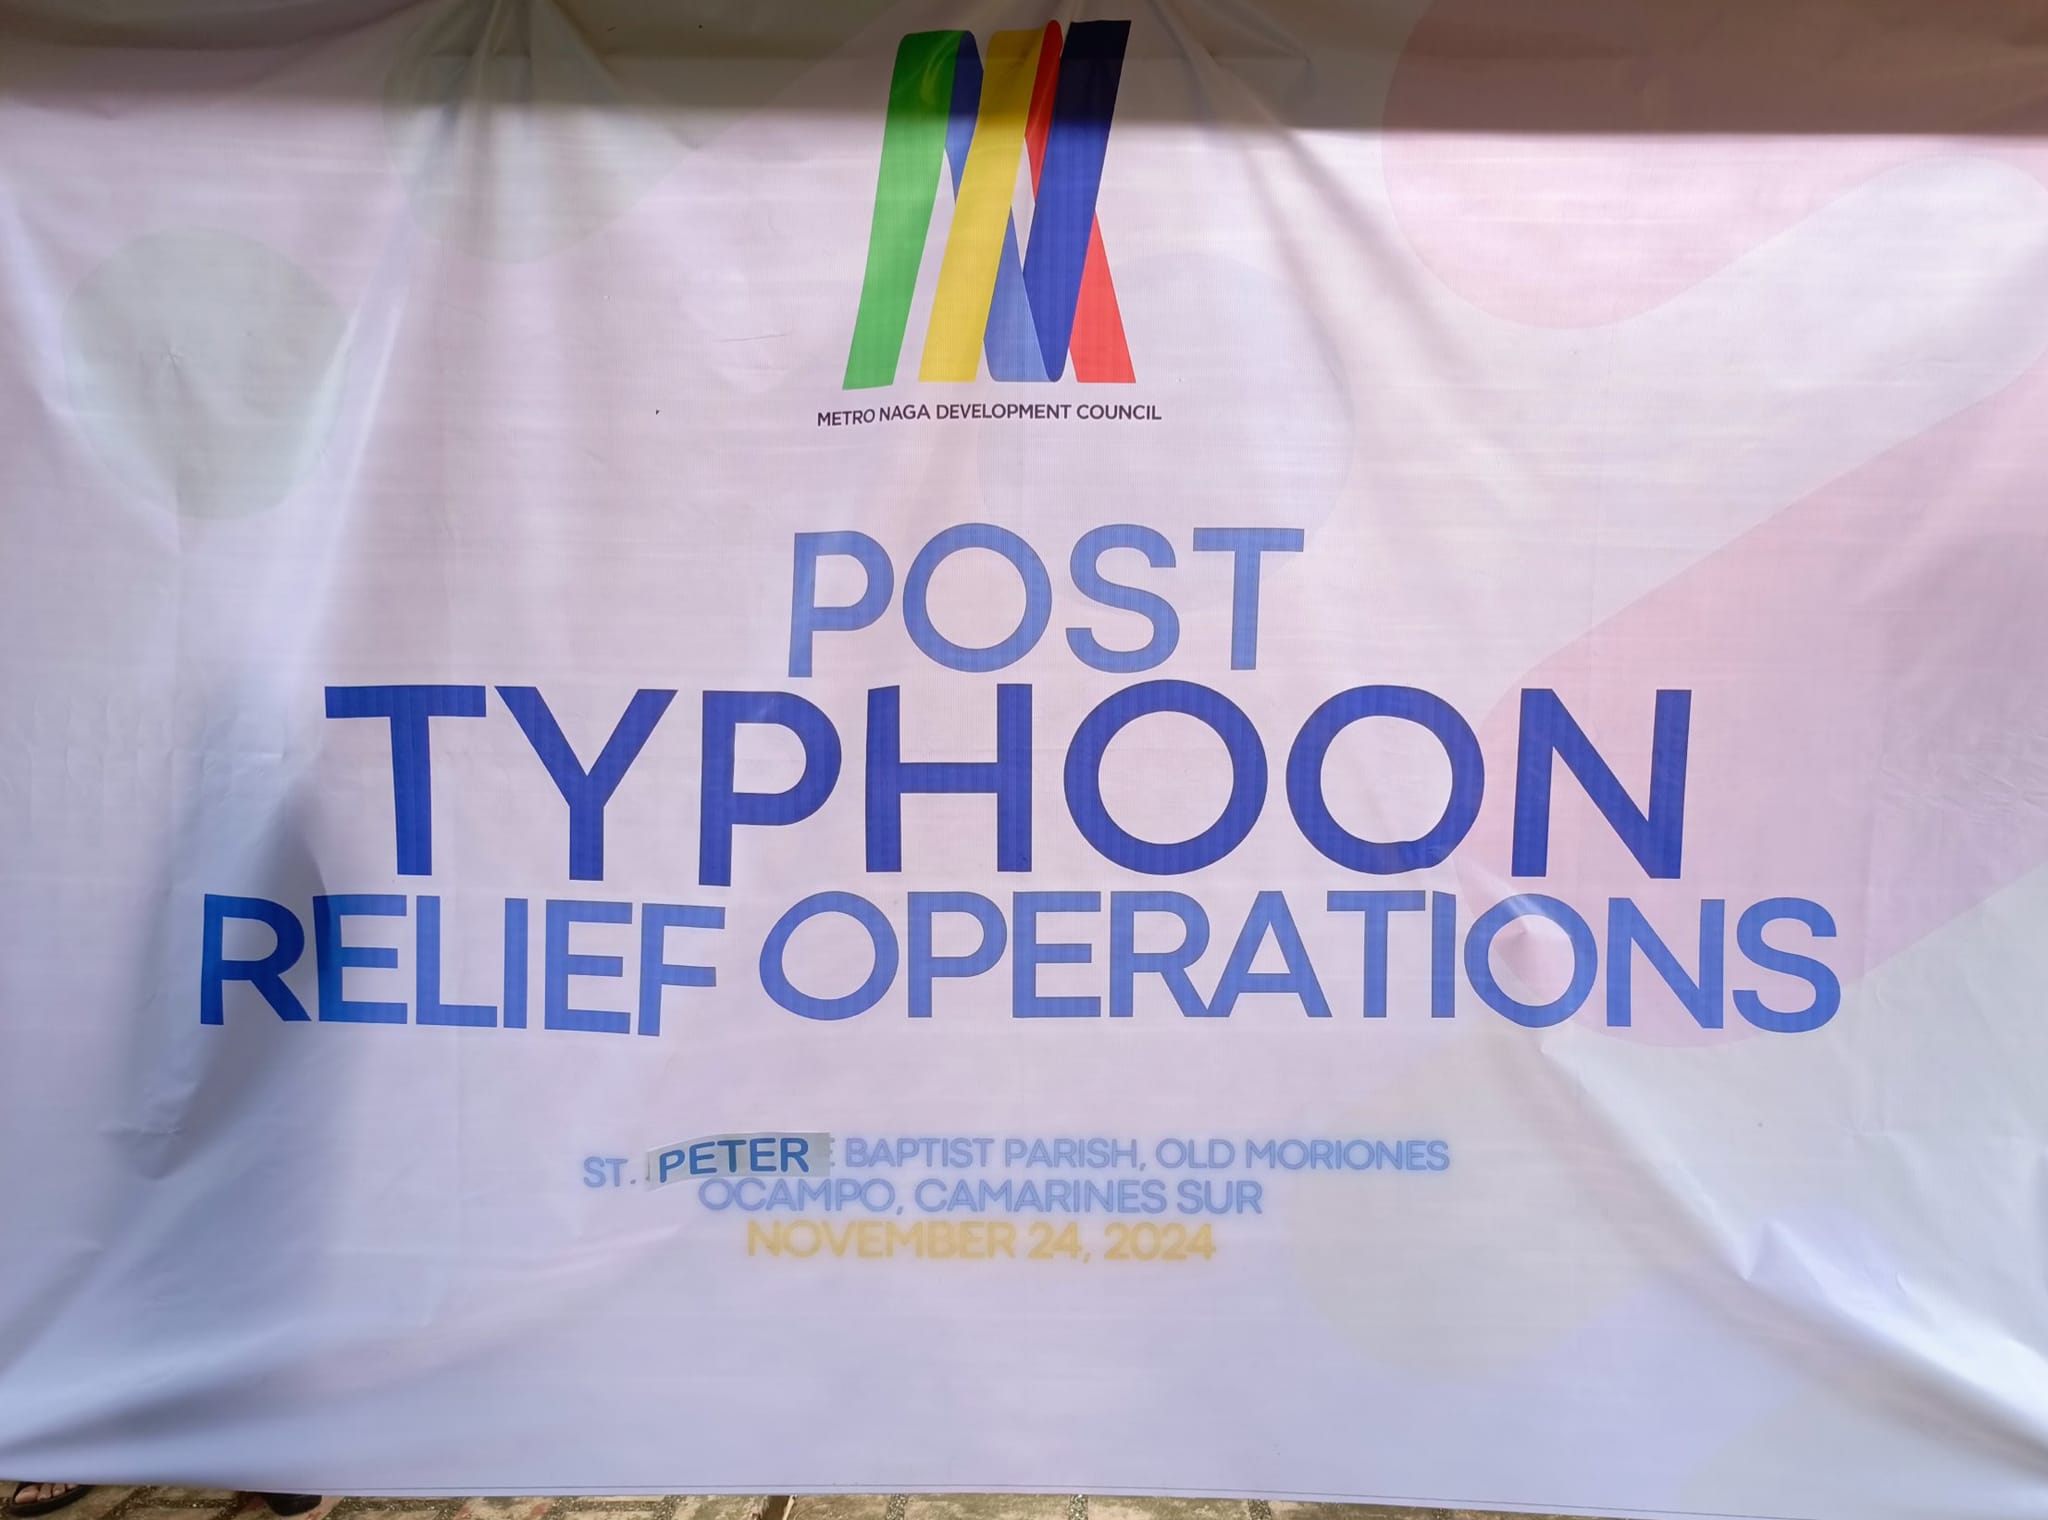 METRO NAGA DEVELOPMENT COUNCIL
POST
TYPHOON
RELIEF OPERATIONS
ST. PETER BAPTIST PARISH, OLD MORIONES
OCAMPO, CAMARINES SUR
NOVEMBER 24, 2024